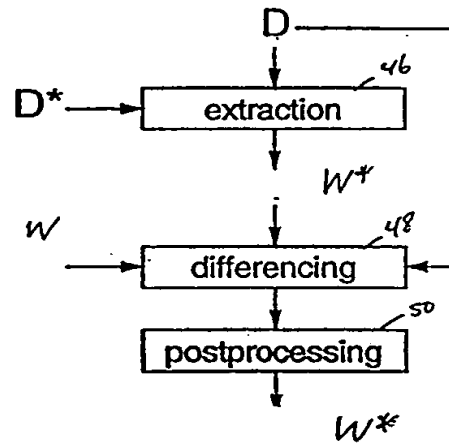 D
46
D* extraction
W*
W 48
differencing
50
postprocessing
W*